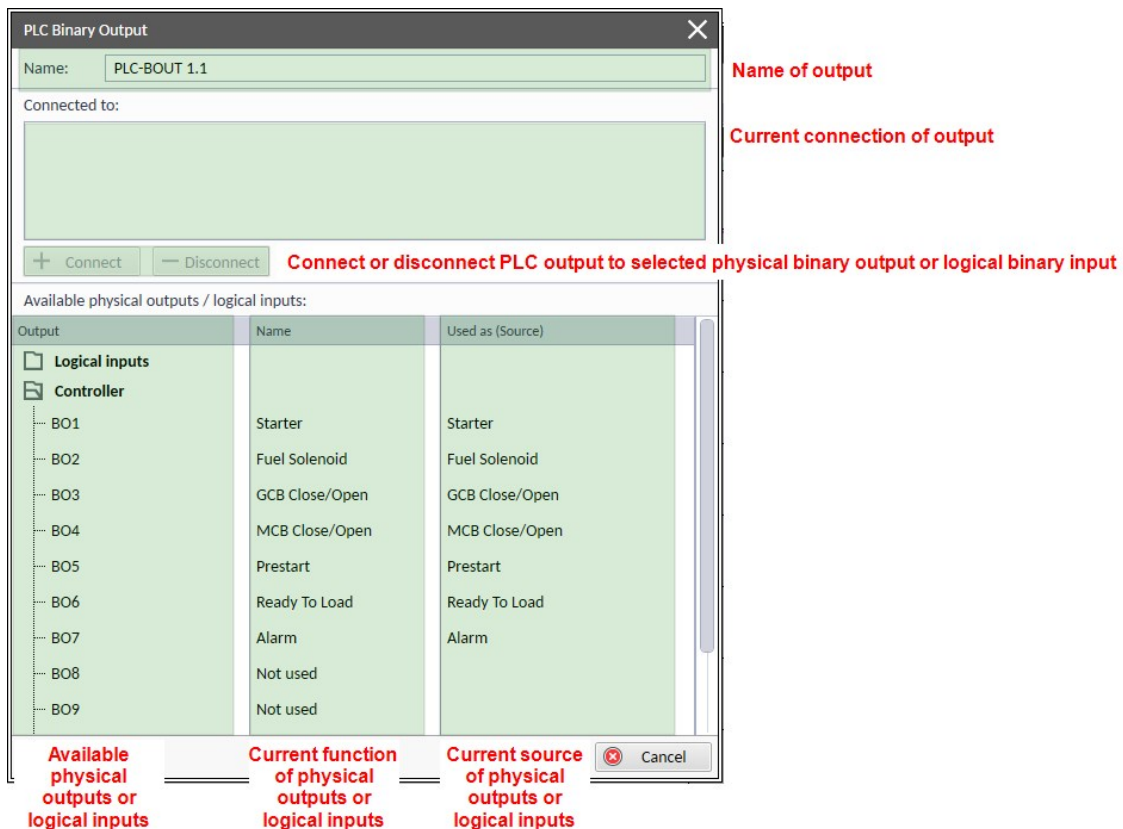 PLC Binary Output
Name: PLC-BOUT 1.1
Name of output
Connected to:
Current connection of output
Connect
Disconnect
Connect or disconnect PLC output to selected physical binary output or logical binary input
Available physical outputs / logical inputs:
Output Name Used as (Source)
Logical inputs
Controller
BO1 Starter Starter
BO2 Fuel Solenoid Fuel Solenoid
BO3 GCB Close/Open GCB Close/Open
BO4 MCB Close/Open MCB Close/Open
BO5 Prestart Prestart
BO6 Ready To Load Ready To Load
BO7 Alarm Alarm
BO8 Not used
BO9 Not used
Cancel
Available
physical
outputs or
logical inputs
Current function
of physical
outputs or
logical inputs
Current source
of physical
outputs or
logical inputs